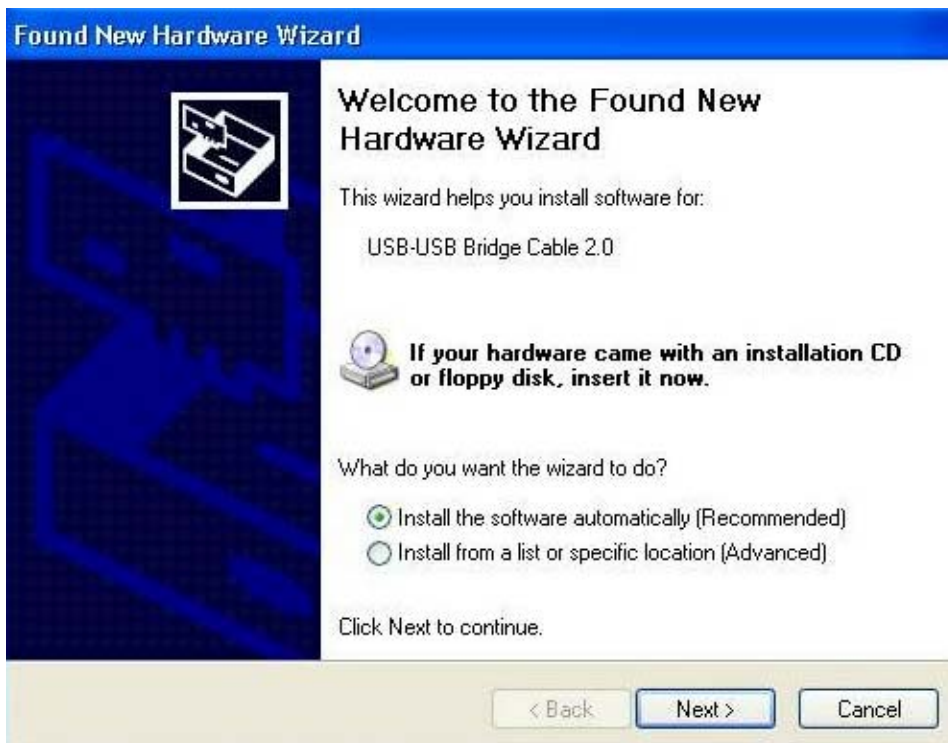 Found New Hardware Wizard
Welcome to the Found New
Hardware Wizard
This wizard helps you install software for:
USB-USB Bridge Cable 2.0
If your hardware came with an installation CD
or floppy disk, insert it now.
What do you want the wizard to do?
Install the software automatically (Recommended)
Install from a list or specific location (Advanced)
Click Next to continue.
< Back Next > Cancel